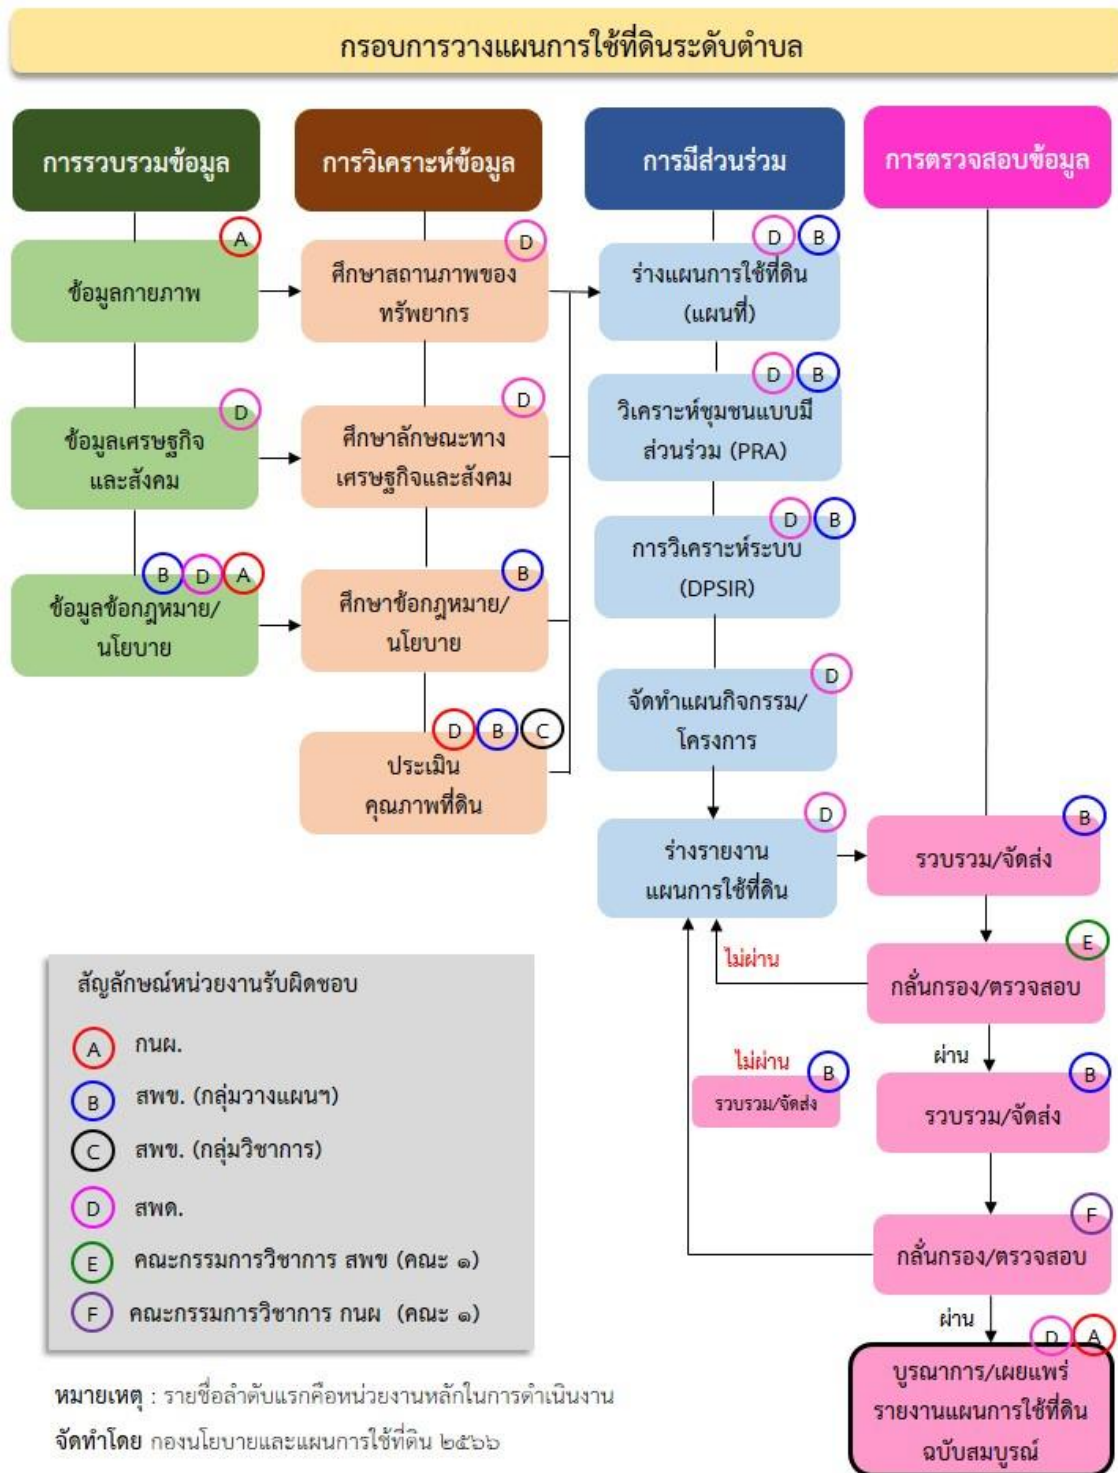 กรอบการวางแผนการใช้ที่ดินระดับตำบล
การรวบรวมข้อมูล
A
ข้อมูลกายภาพ
D
ข้อมูลเศรษฐกิจ
และสังคม
B D A
ข้อมูลข้อกฎหมาย/
นโยบาย
การวิเคราะห์ข้อมูล
D
ศึกษาสถานภาพของ
ทรัพยากร
D
ศึกษาลักษณะทาง
เศรษฐกิจและสังคม
B
ศึกษาข้อกฎหมาย/
นโยบาย
D B C
ประเมิน
คุณภาพที่ดิน
การมีส่วนร่วม
D B
ร่างแผนการใช้ที่ดิน
(แผนที่)
D B
วิเคราะห์ชุมชนแบบมี
ส่วนร่วม (PRA)
D B
การวิเคราะห์ระบบ
(DPSIR)
D
จัดทำแผนกิจกรรม/
โครงการ
D
ร่างรายงาน
แผนการใช้ที่ดิน
การตรวจสอบข้อมูล
B
รวบรวม/จัดส่ง
E
กลั่นกรอง/ตรวจสอบ
ไม่ผ่าน
ผ่าน
B
รวบรวม/จัดส่ง
ไม่ผ่าน
B
รวบรวม/จัดส่ง
F
กลั่นกรอง/ตรวจสอบ
ผ่าน
D A
บูรณาการ/เผยแพร่
รายงานแผนการใช้ที่ดิน
ฉบับสมบูรณ์
สัญลักษณ์หน่วยงานรับผิดชอบ
A กนผ.
B สพข. (กลุ่มวางแผนฯ)
C สพข. (กลุ่มวิชาการ)
D สพด.
E คณะกรรมการวิชาการ สพข (คณะ ๑)
F คณะกรรมการวิชาการ กนผ (คณะ ๑)
หมายเหตุ : รายชื่อลำดับแรกคือหน่วยงานหลักในการดำเนินงาน
จัดทำโดย กองนโยบายและแผนการใช้ที่ดิน ๒๕๖๖